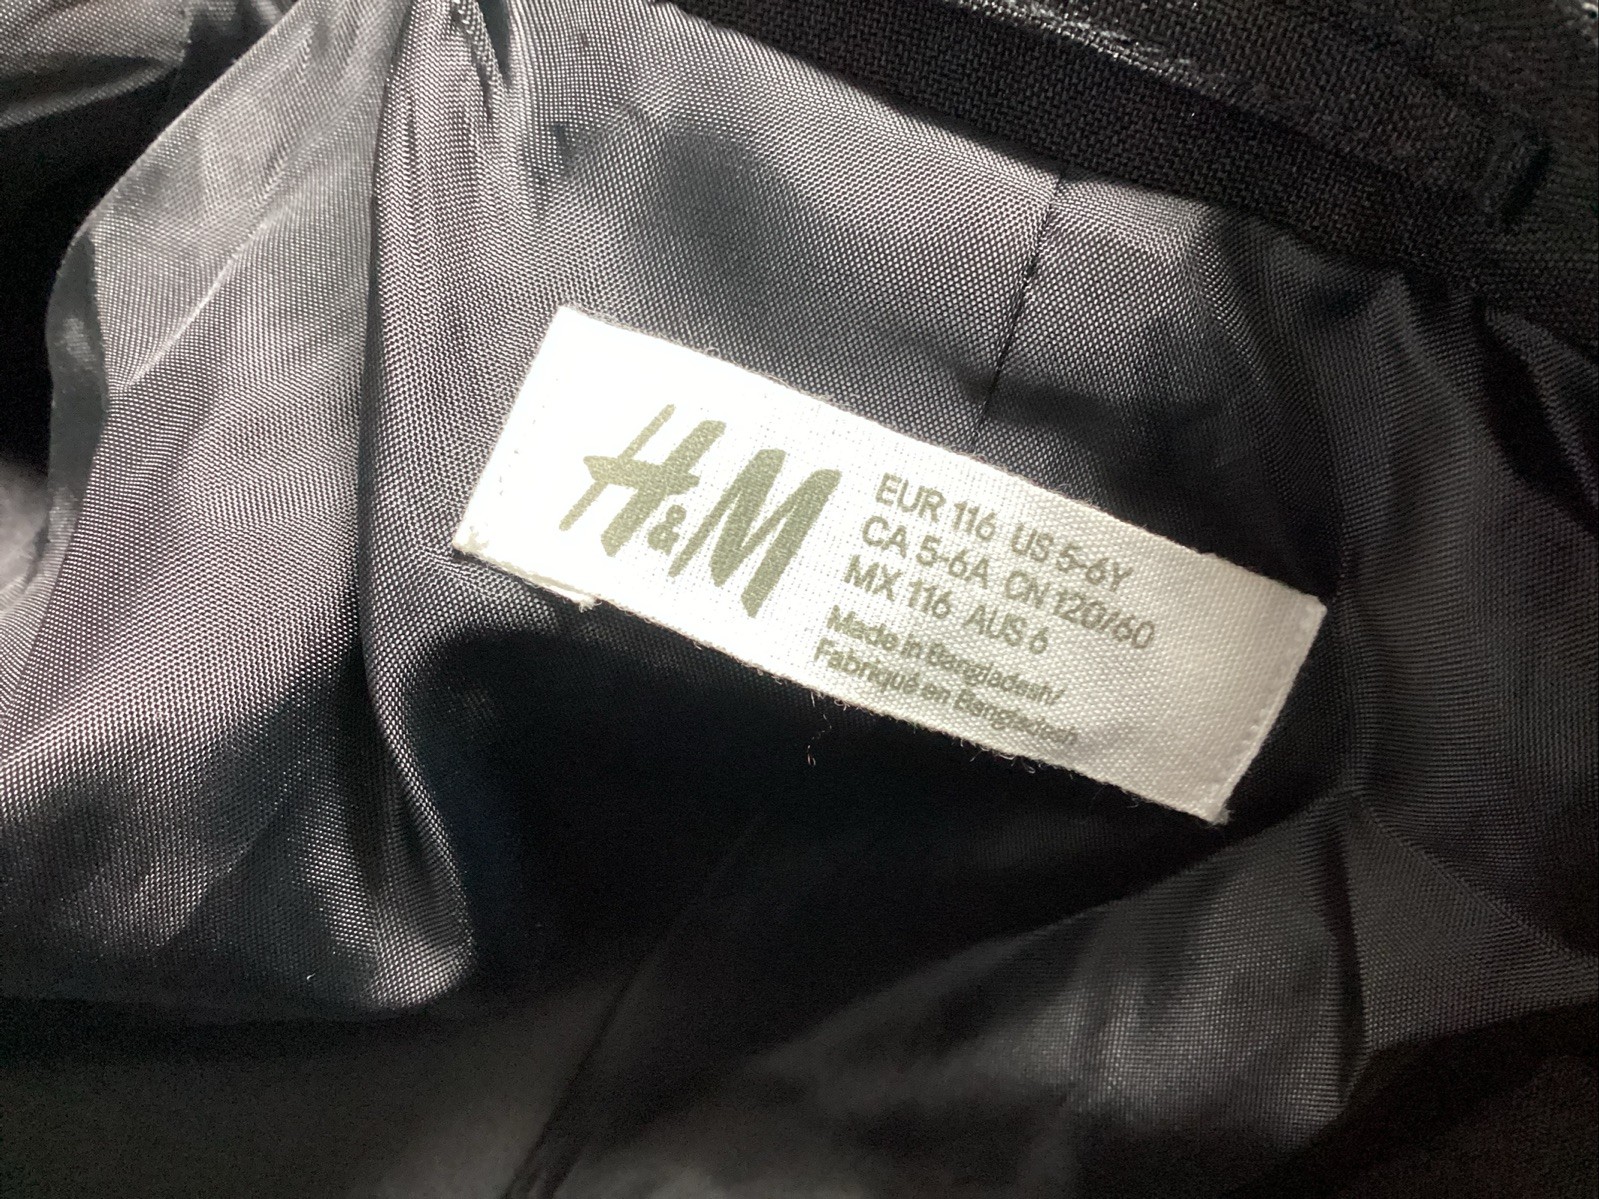 H&M
EUR 116 US 5-6Y
CA 5-6A CN 120/60
MX 116 AUS 6
Made in Bangladesh/
Fabriqué en Bangladesh